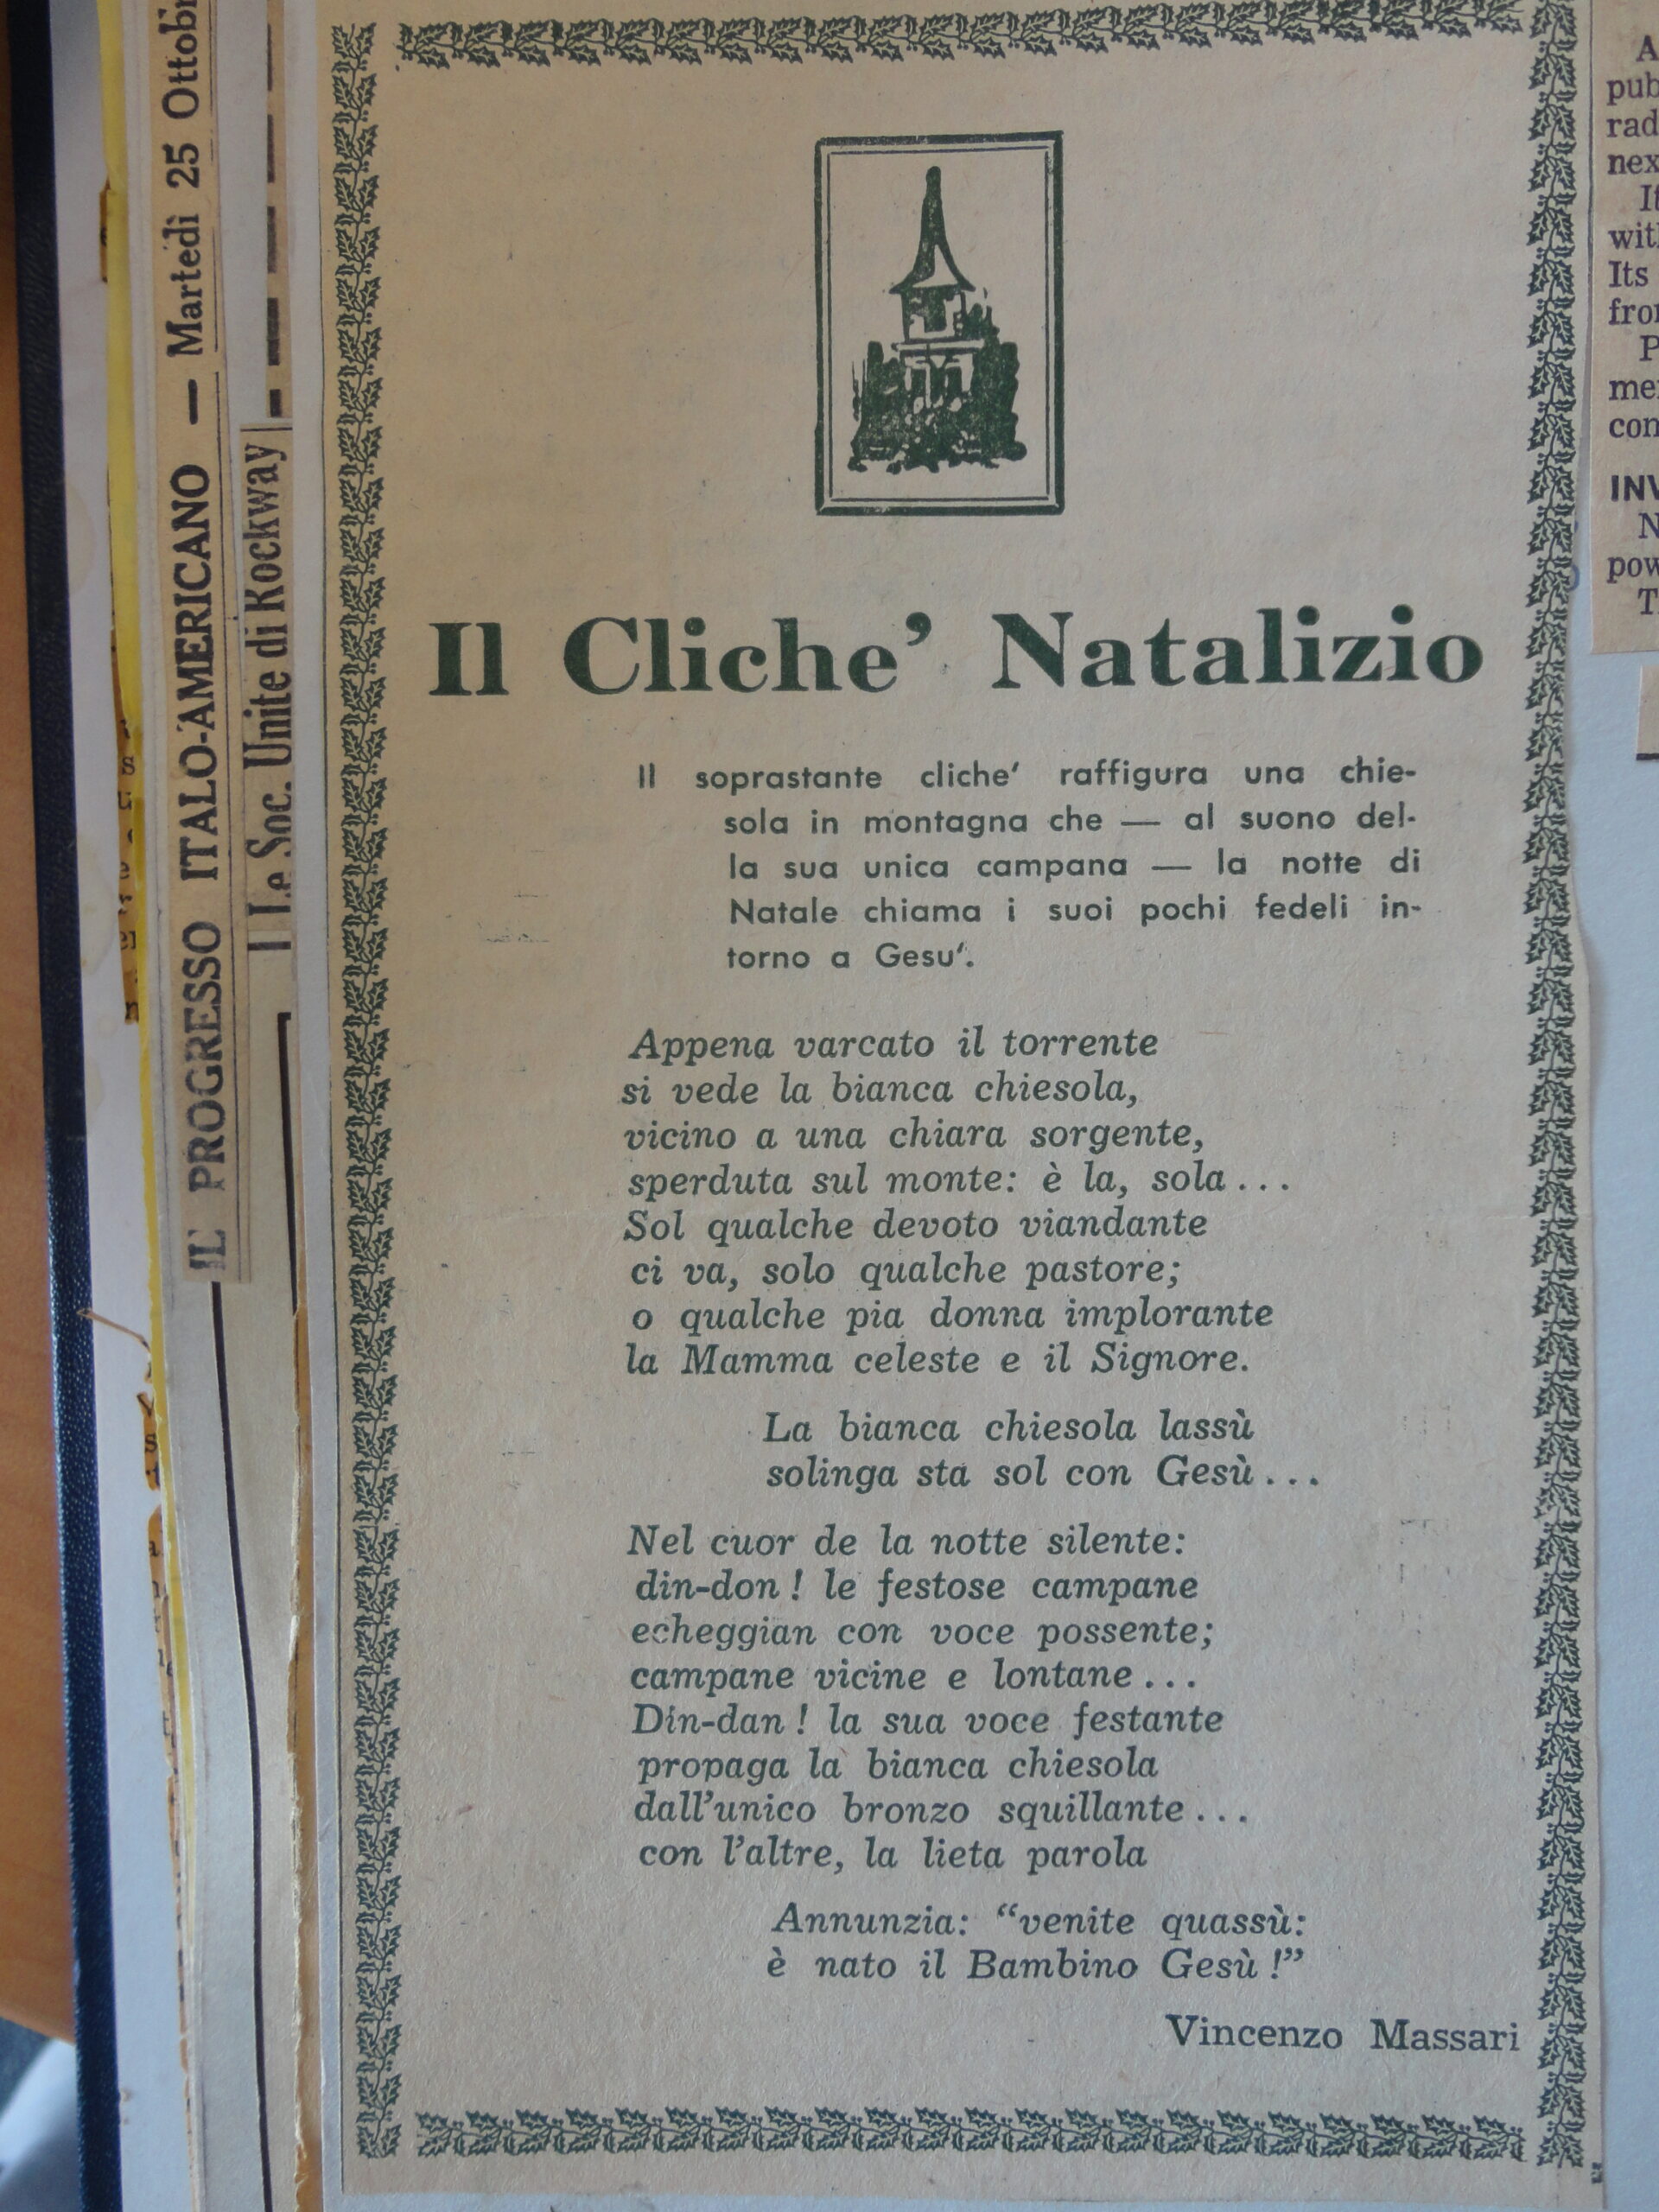 IL PROGRESSO ITALO-AMERICANO — Martedì 25
Le Soc. Unite di Rockway
Il Cliche' Natalizio
Il soprastante cliche' raffigura una chie-
sola in montagna che — al suono del-
la sua unica campana — la notte di
Natale chiama i suoi pochi fedeli in-
torno a Gesu'.
Appena varcato il torrente
si vede la bianca chiesola,
vicino a una chiara sorgente,
sperduta sul monte: è la, sola...
Sol qualche devoto viandante
ci va, solo qualche pastore;
o qualche pia donna implorante
la Mamma celeste e il Signore.
La bianca chiesola lassù
solinga sta sol con Gesù...
Nel cuor de la notte silente:
din-don! le festose campane
echeggian con voce possente;
campane vicine e lontane...
Din-dan! la sua voce festante
propaga la bianca chiesola
dall'unico bronzo squillante...
con l'altre, la lieta parola
Annunzia: “venite quassù:
è nato il Bambino Gesù!”
Vincenzo Massari
Its